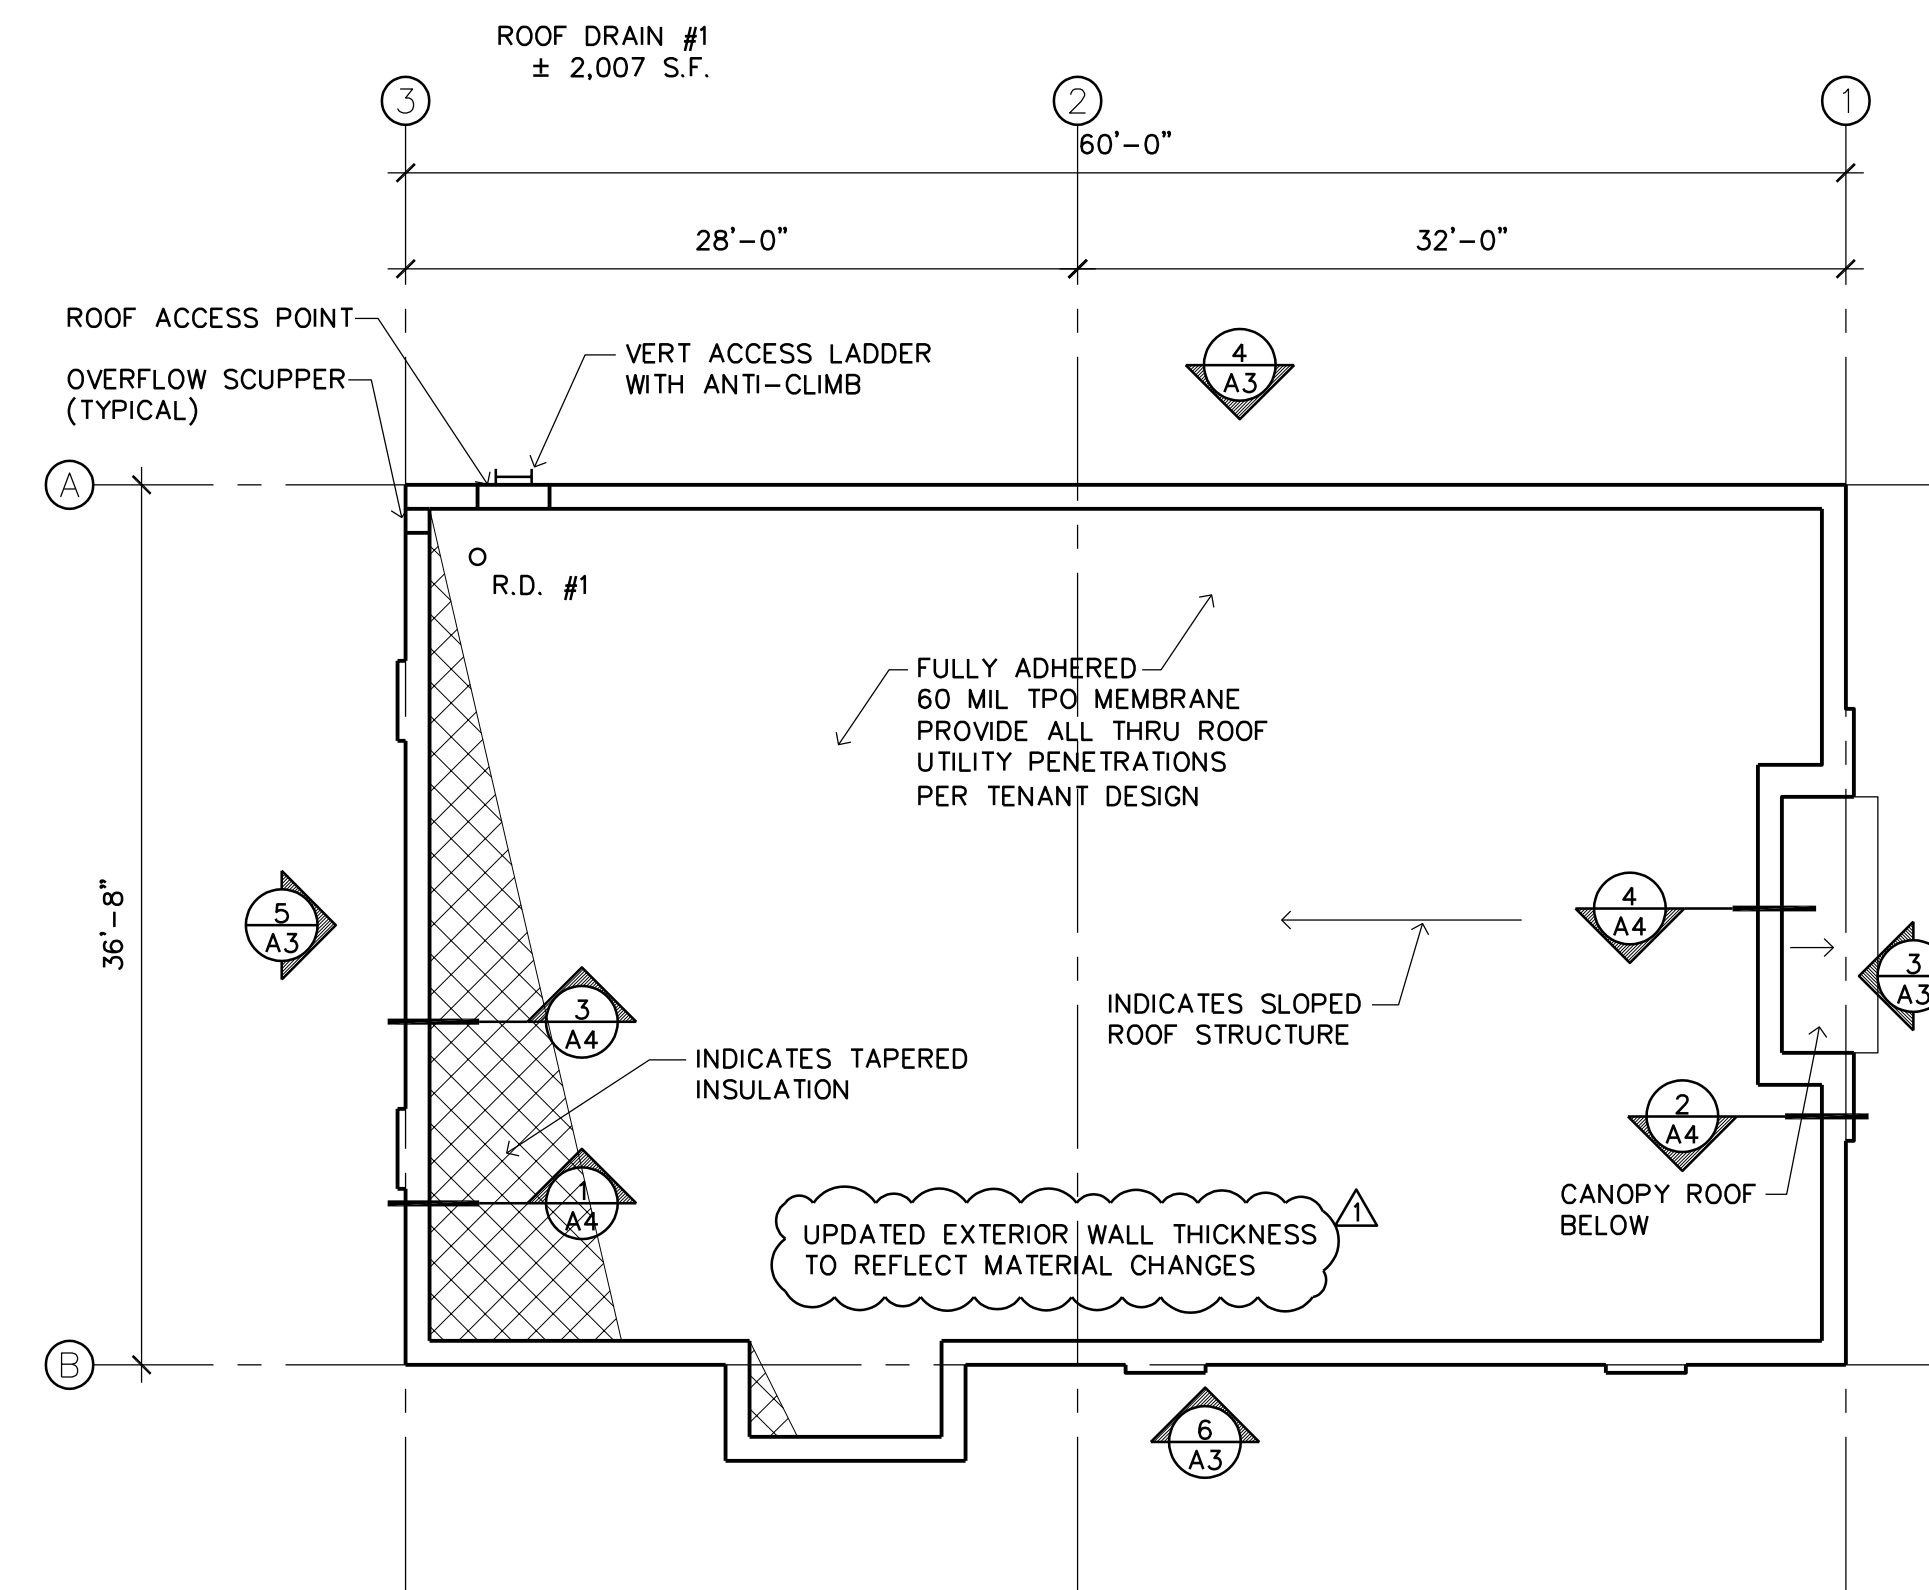 ROOF DRAIN #1
± 2,007 S.F.
3
2
1
60'-0"
28'-0"
32'-0"
ROOF ACCESS POINT
VERT ACCESS LADDER
WITH ANTI-CLIMB
4
A3
OVERFLOW SCUPPER
(TYPICAL)
A
R.D. #1
FULLY ADHERED
60 MIL TPO MEMBRANE
PROVIDE ALL THRU ROOF
UTILITY PENETRATIONS
PER TENANT DESIGN
36'-8"
5
A3
4
A4
3
A3
INDICATES SLOPED
ROOF STRUCTURE
3
A4
INDICATES TAPERED
INSULATION
2
A4
1
A4
CANOPY ROOF
BELOW
UPDATED EXTERIOR WALL THICKNESS
TO REFLECT MATERIAL CHANGES
1
B
6
A3